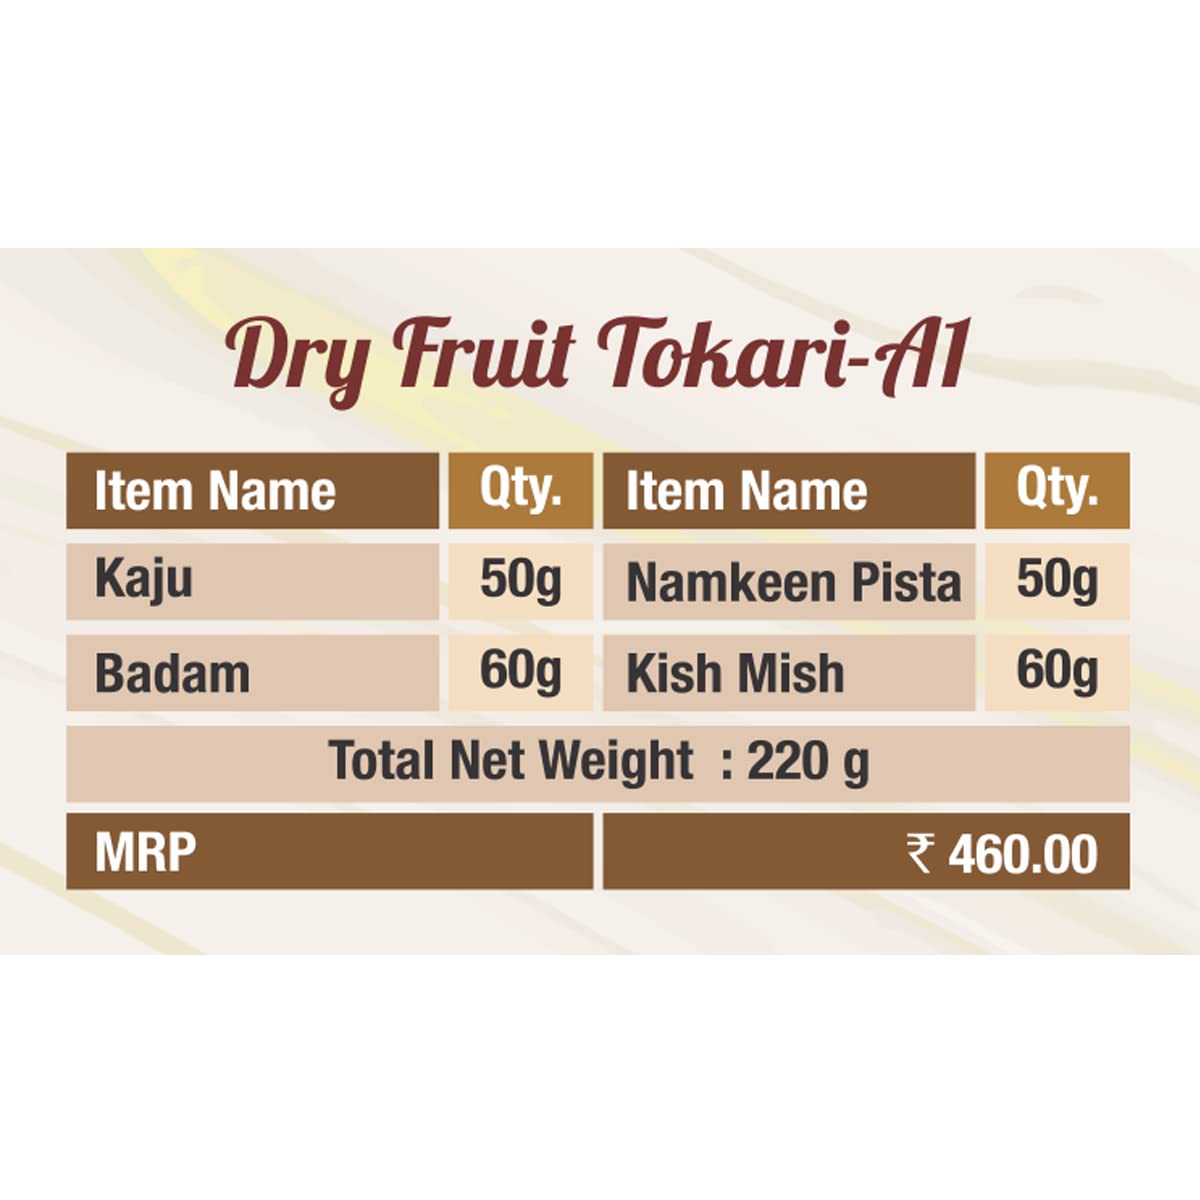 Dry Fruit Tokari-A1
Item Name Qty. Item Name Qty.
Kaju 50g Namkeen Pista 50g
Badam 60g Kish Mish 60g
Total Net Weight : 220 g
MRP ₹ 460.00